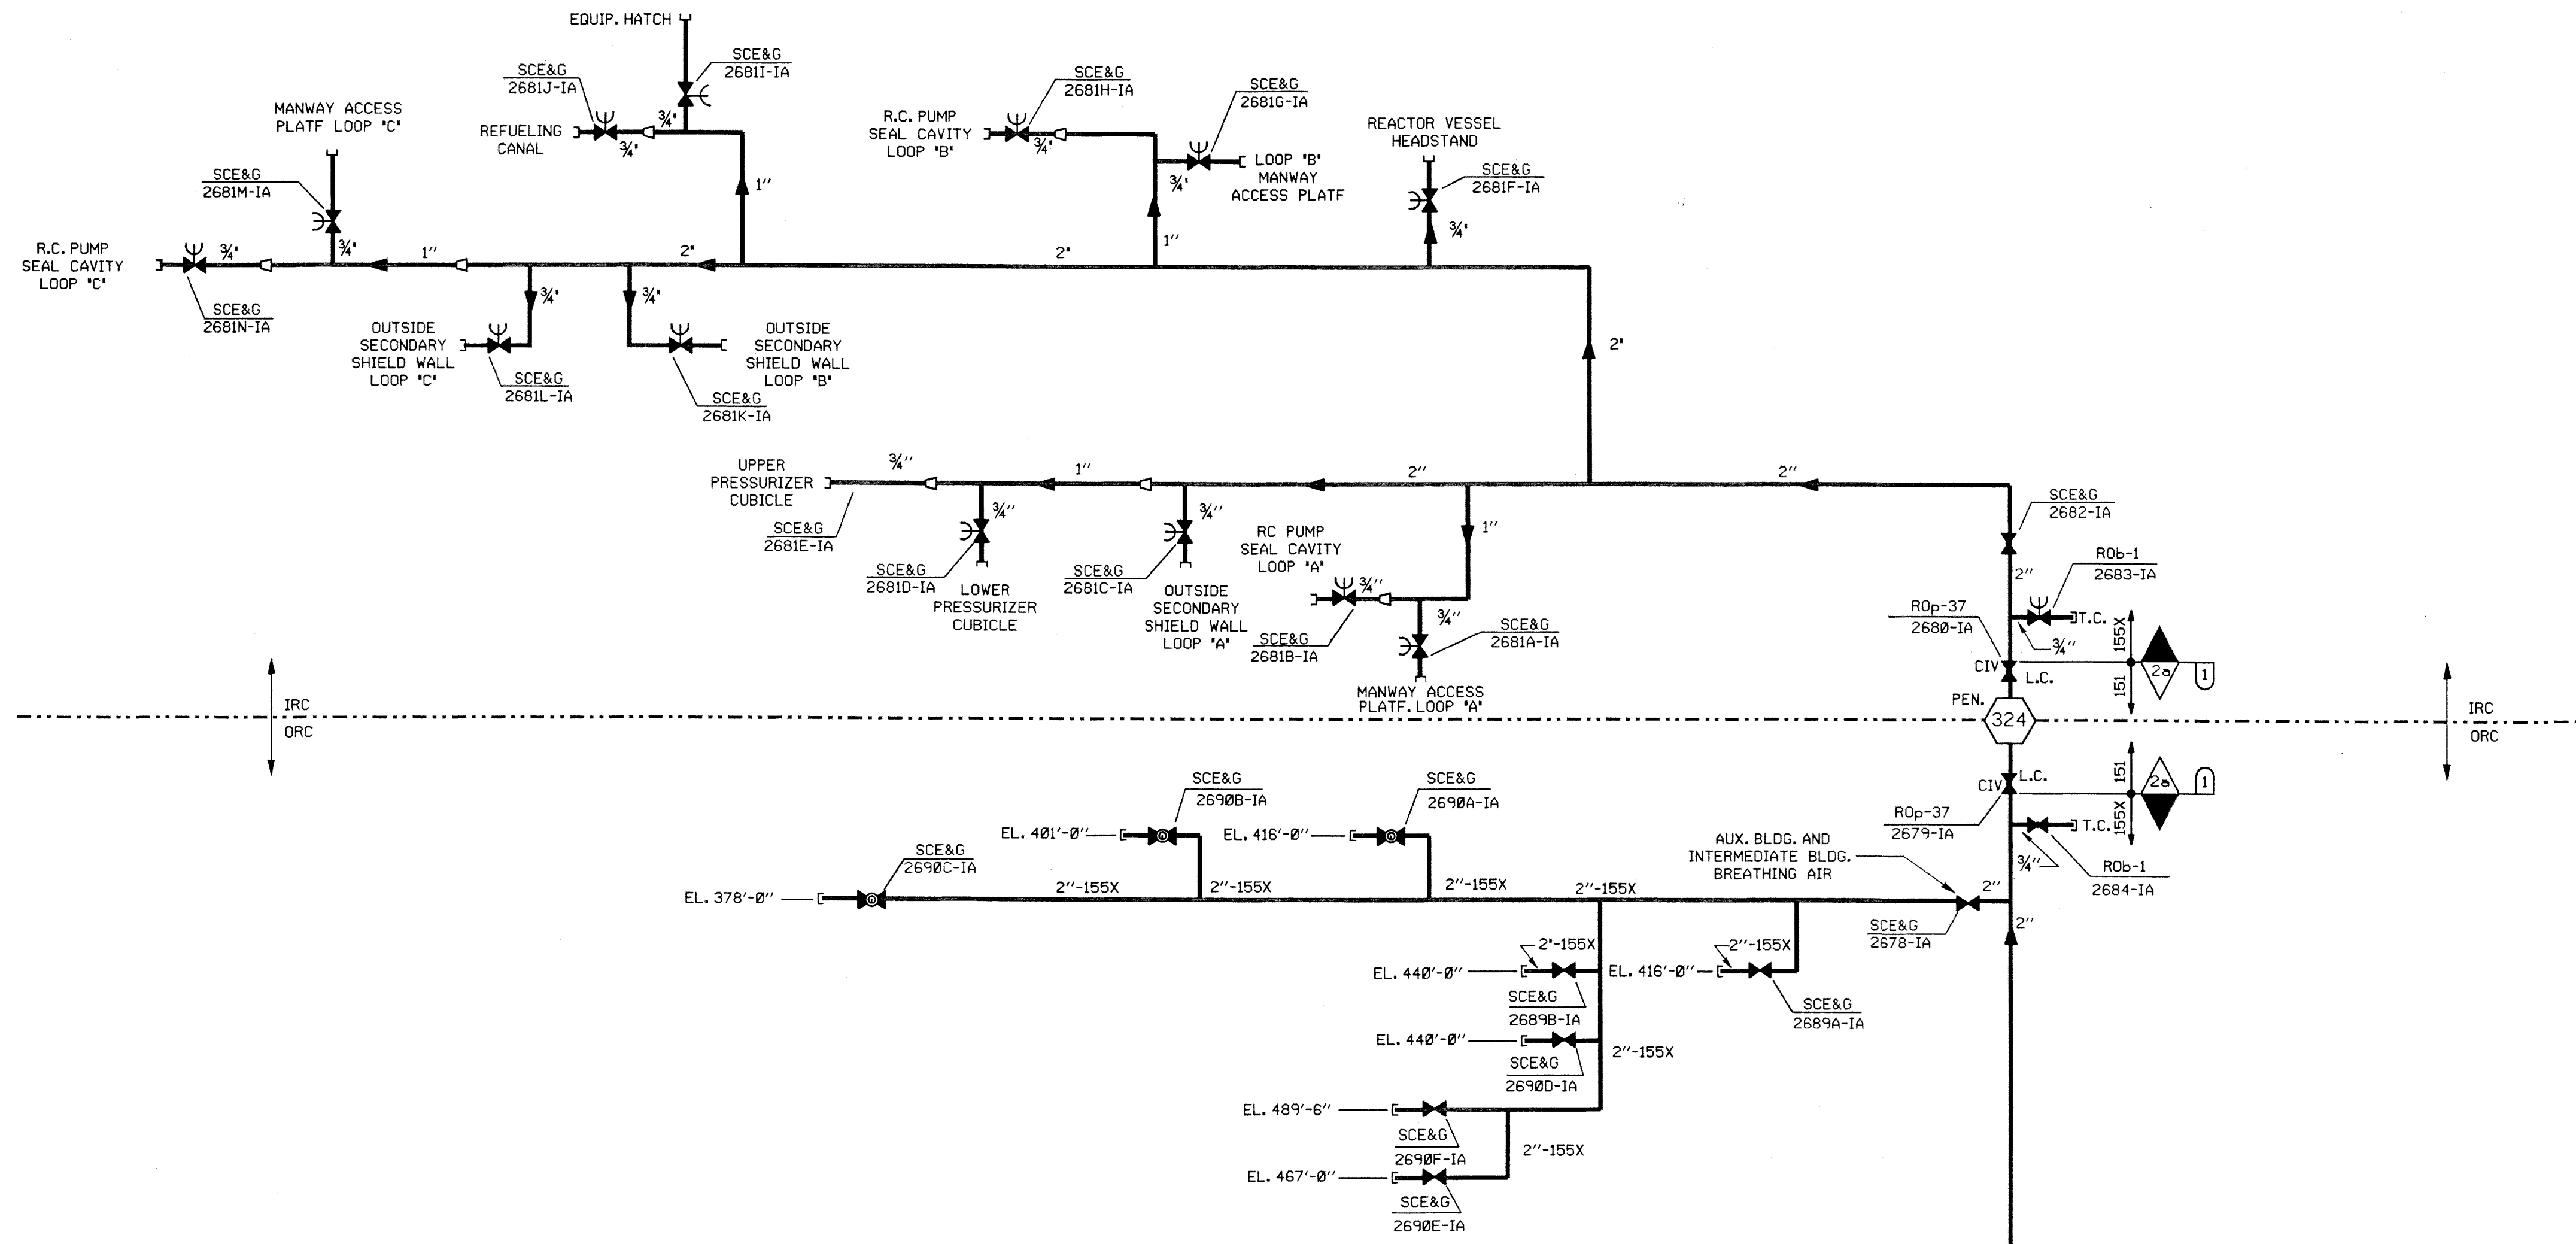 EQUIP. HATCH
SCE&G
2681I-IA
SCE&G
2681J-IA
REFUELING
CANAL
3/4"
3/4"
1''
MANWAY ACCESS
PLATF LOOP "C"
SCE&G
2681M-IA
R.C. PUMP
SEAL CAVITY
LOOP "C"
3/4"
3/4"
1''
2"
SCE&G
2681N-IA
OUTSIDE
SECONDARY
SHIELD WALL
LOOP "C"
3/4"
SCE&G
2681L-IA
3/4"
OUTSIDE
SECONDARY
SHIELD WALL
LOOP "B"
SCE&G
2681K-IA
SCE&G
2681H-IA
R.C. PUMP
SEAL CAVITY
LOOP "B"
3/4"
SCE&G
2681G-IA
LOOP "B"
MANWAY
ACCESS PLATF
3/4"
1''
2"
REACTOR VESSEL
HEADSTAND
SCE&G
2681F-IA
3/4"
2"
UPPER
PRESSURIZER
CUBICLE
3/4''
1''
2''
2''
SCE&G
2681E-IA
3/4''
SCE&G
2681D-IA
LOWER
PRESSURIZER
CUBICLE
3/4''
SCE&G
2681C-IA
OUTSIDE
SECONDARY
SHIELD WALL
LOOP "A"
RC PUMP
SEAL CAVITY
LOOP "A"
1''
3/4''
3/4''
SCE&G
2681B-IA
SCE&G
2681A-IA
MANWAY ACCESS
PLATF. LOOP "A"
SCE&G
2682-IA
2''
ROb-1
2683-IA
T.C.
3/4''
ROp-37
2680-IA
CIV
L.C.
155X
151
2a
1
PEN.
324
IRC
ORC
IRC
ORC
L.C.
CIV
ROp-37
2679-IA
151
155X
2a
1
T.C.
3/4''
ROb-1
2684-IA
SCE&G
2690B-IA
EL. 401'-0''
SCE&G
2690A-IA
EL. 416'-0''
SCE&G
2690C-IA
EL. 378'-0''
2''-155X
2''-155X
2''-155X
2''-155X
AUX. BLDG. AND
INTERMEDIATE BLDG.
BREATHING AIR
2''
2''
SCE&G
2678-IA
2"-155X
EL. 440'-0''
SCE&G
2689B-IA
2''-155X
EL. 416'-0''
SCE&G
2689A-IA
EL. 440'-0''
SCE&G
2690D-IA
2''-155X
EL. 489'-6''
SCE&G
2690F-IA
2''-155X
EL. 467'-0''
SCE&G
2690E-IA